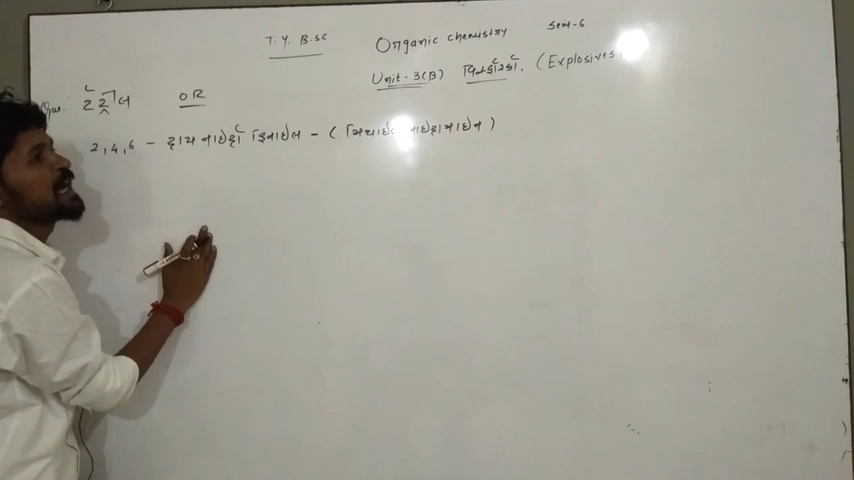 T. Y. B.sc Organic chemistry Sem-6
Unit-3(B) વિસ્ફોટકો. (Explosives)
Que: ટેટ્રીલ OR
2,4,6 - ટ્રાય નાઇટ્રો ફિનાઇલ - ( મિથાઇલ નાઇટ્રામાઇન )